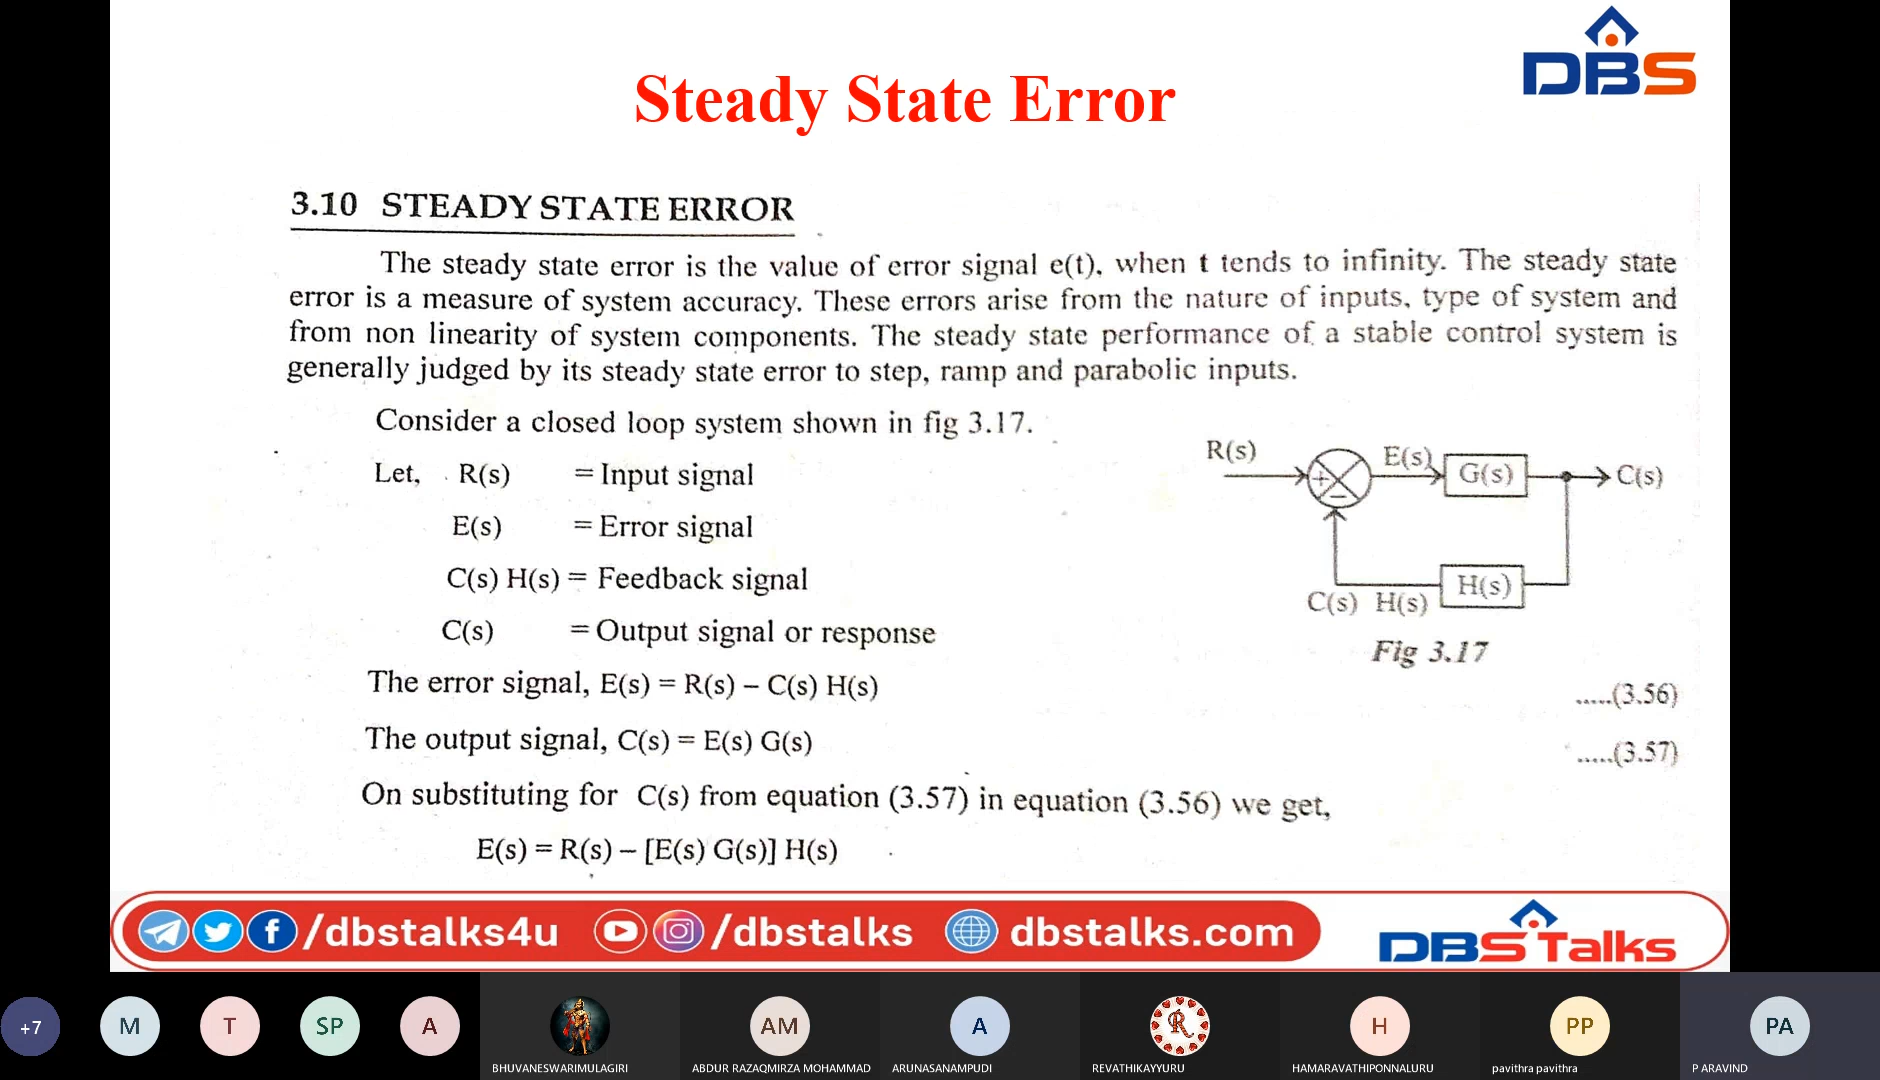 DBS
Steady State Error
3.10 STEADY STATE ERROR
The steady state error is the value of error signal e(t), when t tends to infinity. The steady state
error is a measure of system accuracy. These errors arise from the nature of inputs, type of system and
from non linearity of system components. The steady state performance of a stable control system is
generally judged by its steady state error to step, ramp and parabolic inputs.
Consider a closed loop system shown in fig 3.17.
Let, R(s) = Input signal
E(s) = Error signal
C(s) H(s) = Feedback signal
C(s) = Output signal or response
R(s)
+
−
E(s)
G(s)
C(s)
H(s)
C(s) H(s)
Fig 3.17
The error signal, E(s) = R(s) – C(s) H(s) .....(3.56)
The output signal, C(s) = E(s) G(s) .....(3.57)
On substituting for C(s) from equation (3.57) in equation (3.56) we get,
E(s) = R(s) – [E(s) G(s)] H(s)
/dbstalks4u /dbstalks dbstalks.com
DBS Talks
+7 M T SP A AM A R H PP PA
BHUVANESWARIMULAGIRI ABDUR RAZAQMIRZA MOHAMMAD ARUNASANAMPUDI REVATHIKAYYURU HAMARAVATHIPONNALURU pavithra pavithra P ARAVIND